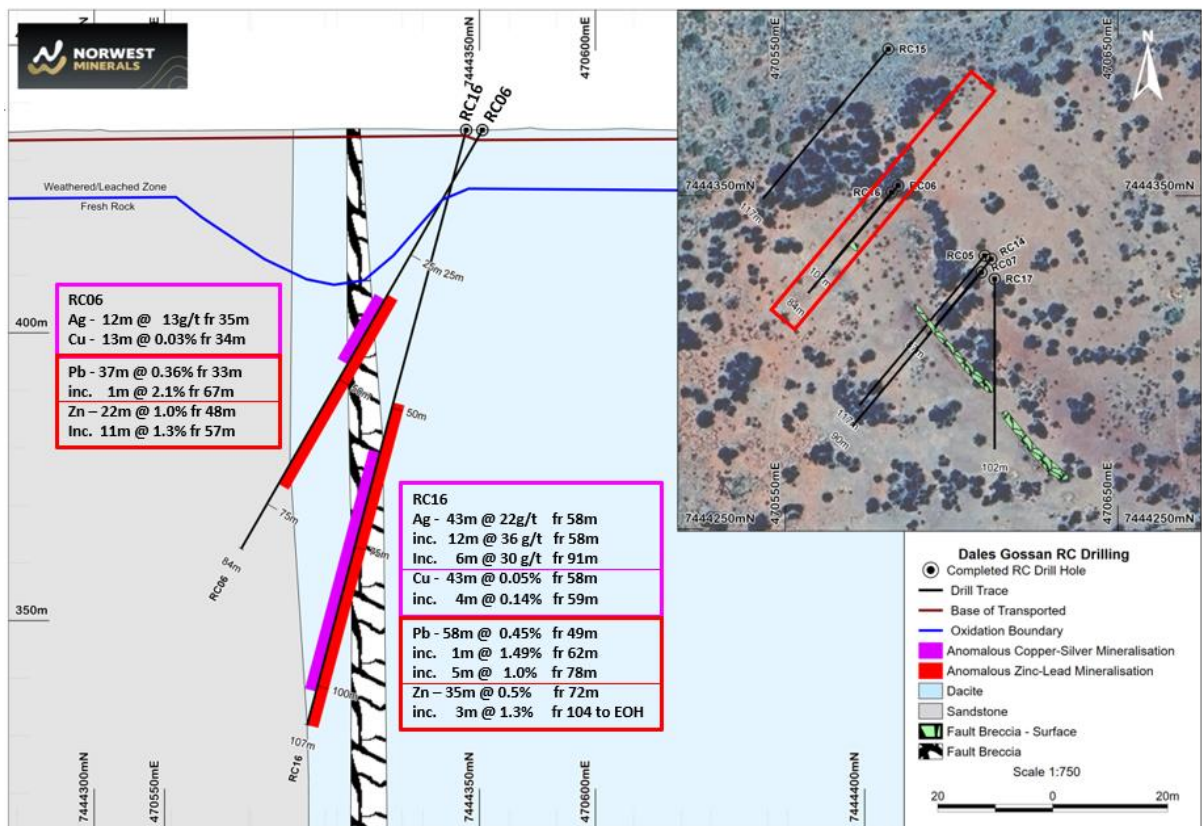 NORWEST
MINERALS
7444350mN
470600mE
RC16
RC06
Weathered/Leached Zone
Fresh Rock
25m 25m
400m
RC06
Ag - 12m @ 13g/t fr 35m
Cu - 13m @ 0.03% fr 34m
Pb - 37m @ 0.36% fr 33m
inc. 1m @ 2.1% fr 67m
Zn – 22m @ 1.0% fr 48m
Inc. 11m @ 1.3% fr 57m
50m
75m
84m
RC06
RC16
Ag - 43m @ 22g/t fr 58m
inc. 12m @ 36 g/t fr 58m
Inc. 6m @ 30 g/t fr 91m
Cu - 43m @ 0.05% fr 58m
inc. 4m @ 0.14% fr 59m
Pb - 58m @ 0.45% fr 49m
inc. 1m @ 1.49% fr 62m
inc. 5m @ 1.0% fr 78m
Zn – 35m @ 0.5% fr 72m
inc. 3m @ 1.3% fr 104 to EOH
350m
100m
107m
RC16
7444300mN
470550mE
7444350mN
470600mE
7444400mN
470550mE
470650mE
N
RC15
7444350mN
7444350mN
117m
RC16
RC06
RC05
RC14
RC07
RC17
107m
84m
117m
90m
102m
470550mE
470650mE
7444250mN
7444250mN
Dales Gossan RC Drilling
Completed RC Drill Hole
Drill Trace
Base of Transported
Oxidation Boundary
Anomalous Copper-Silver Mineralisation
Anomalous Zinc-Lead Mineralisation
Dacite
Sandstone
Fault Breccia - Surface
Fault Breccia
Scale 1:750
20 0 20m